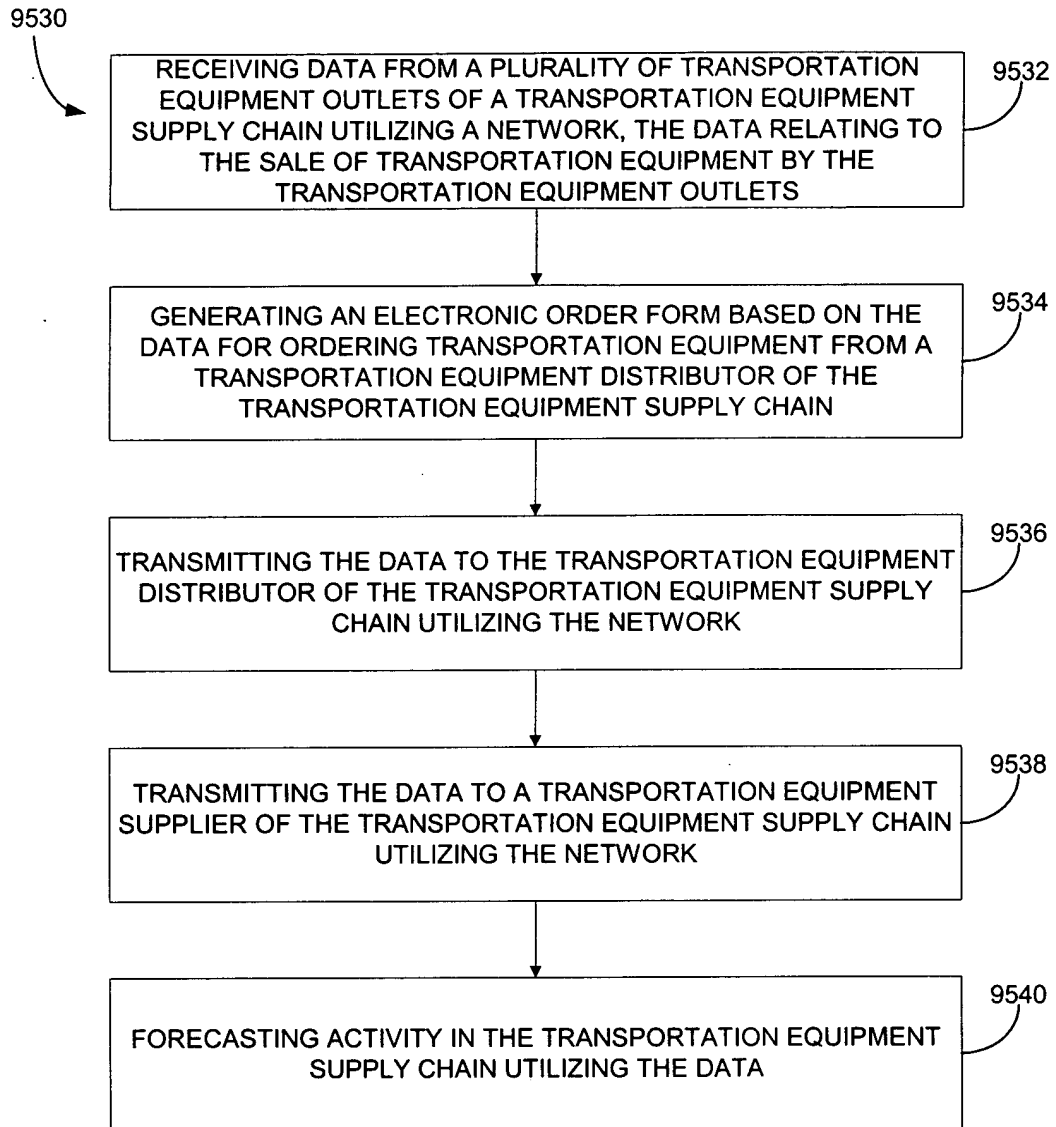 9530
RECEIVING DATA FROM A PLURALITY OF TRANSPORTATION
EQUIPMENT OUTLETS OF A TRANSPORTATION EQUIPMENT
SUPPLY CHAIN UTILIZING A NETWORK, THE DATA RELATING TO
THE SALE OF TRANSPORTATION EQUIPMENT BY THE
TRANSPORTATION EQUIPMENT OUTLETS
9532
GENERATING AN ELECTRONIC ORDER FORM BASED ON THE
DATA FOR ORDERING TRANSPORTATION EQUIPMENT FROM A
TRANSPORTATION EQUIPMENT DISTRIBUTOR OF THE
TRANSPORTATION EQUIPMENT SUPPLY CHAIN
9534
TRANSMITTING THE DATA TO THE TRANSPORTATION EQUIPMENT
DISTRIBUTOR OF THE TRANSPORTATION EQUIPMENT SUPPLY
CHAIN UTILIZING THE NETWORK
9536
TRANSMITTING THE DATA TO A TRANSPORTATION EQUIPMENT
SUPPLIER OF THE TRANSPORTATION EQUIPMENT SUPPLY CHAIN
UTILIZING THE NETWORK
9538
FORECASTING ACTIVITY IN THE TRANSPORTATION EQUIPMENT
SUPPLY CHAIN UTILIZING THE DATA
9540